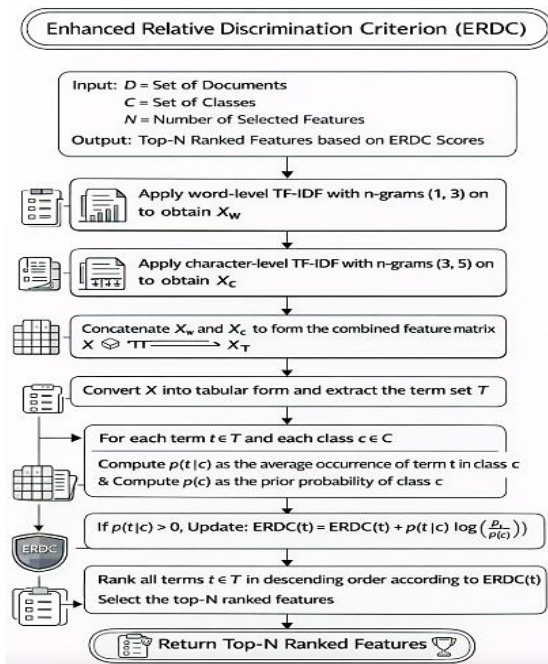 Enhanced Relative Discrimination Criterion (ERDC)
Input: D = Set of Documents
C = Set of Classes
N = Number of Selected Features
Output: Top-N Ranked Features based on ERDC Scores
Apply word-level TF-IDF with n-grams (1, 3) on
to obtain X_W
Apply character-level TF-IDF with n-grams (3, 5) on
to obtain X_C
Concatenate X_w and X_c to form the combined feature matrix
X X_T
Convert X into tabular form and extract the term set T
For each term t ∈ T and each class c ∈ C
Compute p(t|c) as the average occurrence of term t in class c
& Compute p(c) as the prior probability of class c
If p(t|c) > 0, Update: ERDC(t) = ERDC(t) + p(t|c) log(p_t/p(c)))
ERDC
Rank all terms t ∈ T in descending order according to ERDC(t)
Select the top-N ranked features
Return Top-N Ranked Features